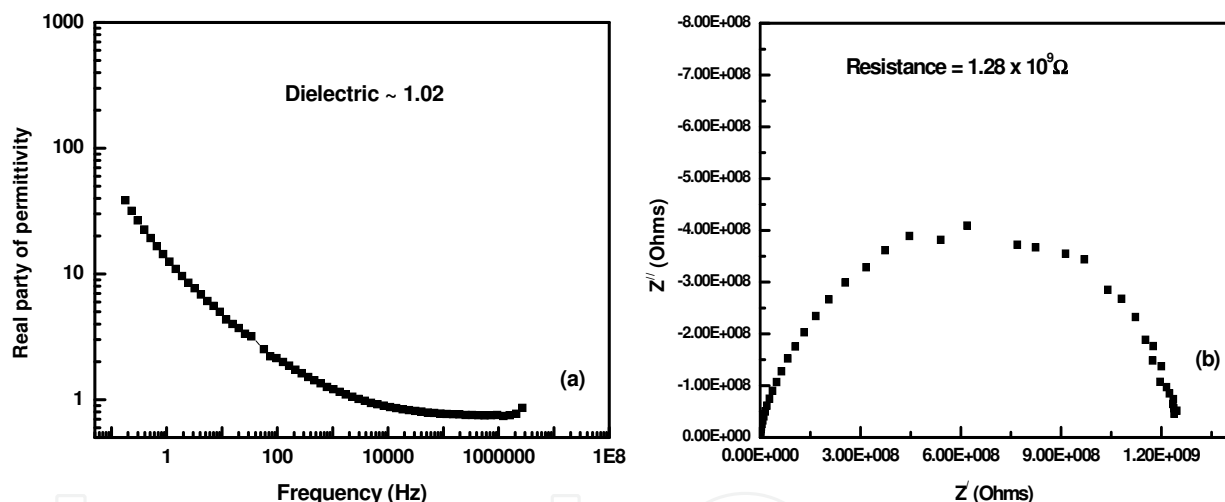 1000
100
10
1
Real party of permittivity
Dielectric ~ 1.02
(a)
1 100 10000 1000000 1E8
Frequency (Hz)
-8.00E+008
-7.00E+008
-6.00E+008
-5.00E+008
-4.00E+008
-3.00E+008
-2.00E+008
-1.00E+008
0.00E+000
Z// (Ohms)
Resistance = 1.28 x 10⁹Ω
(b)
0.00E+000 3.00E+008 6.00E+008 9.00E+008 1.20E+009
Z/ (Ohms)